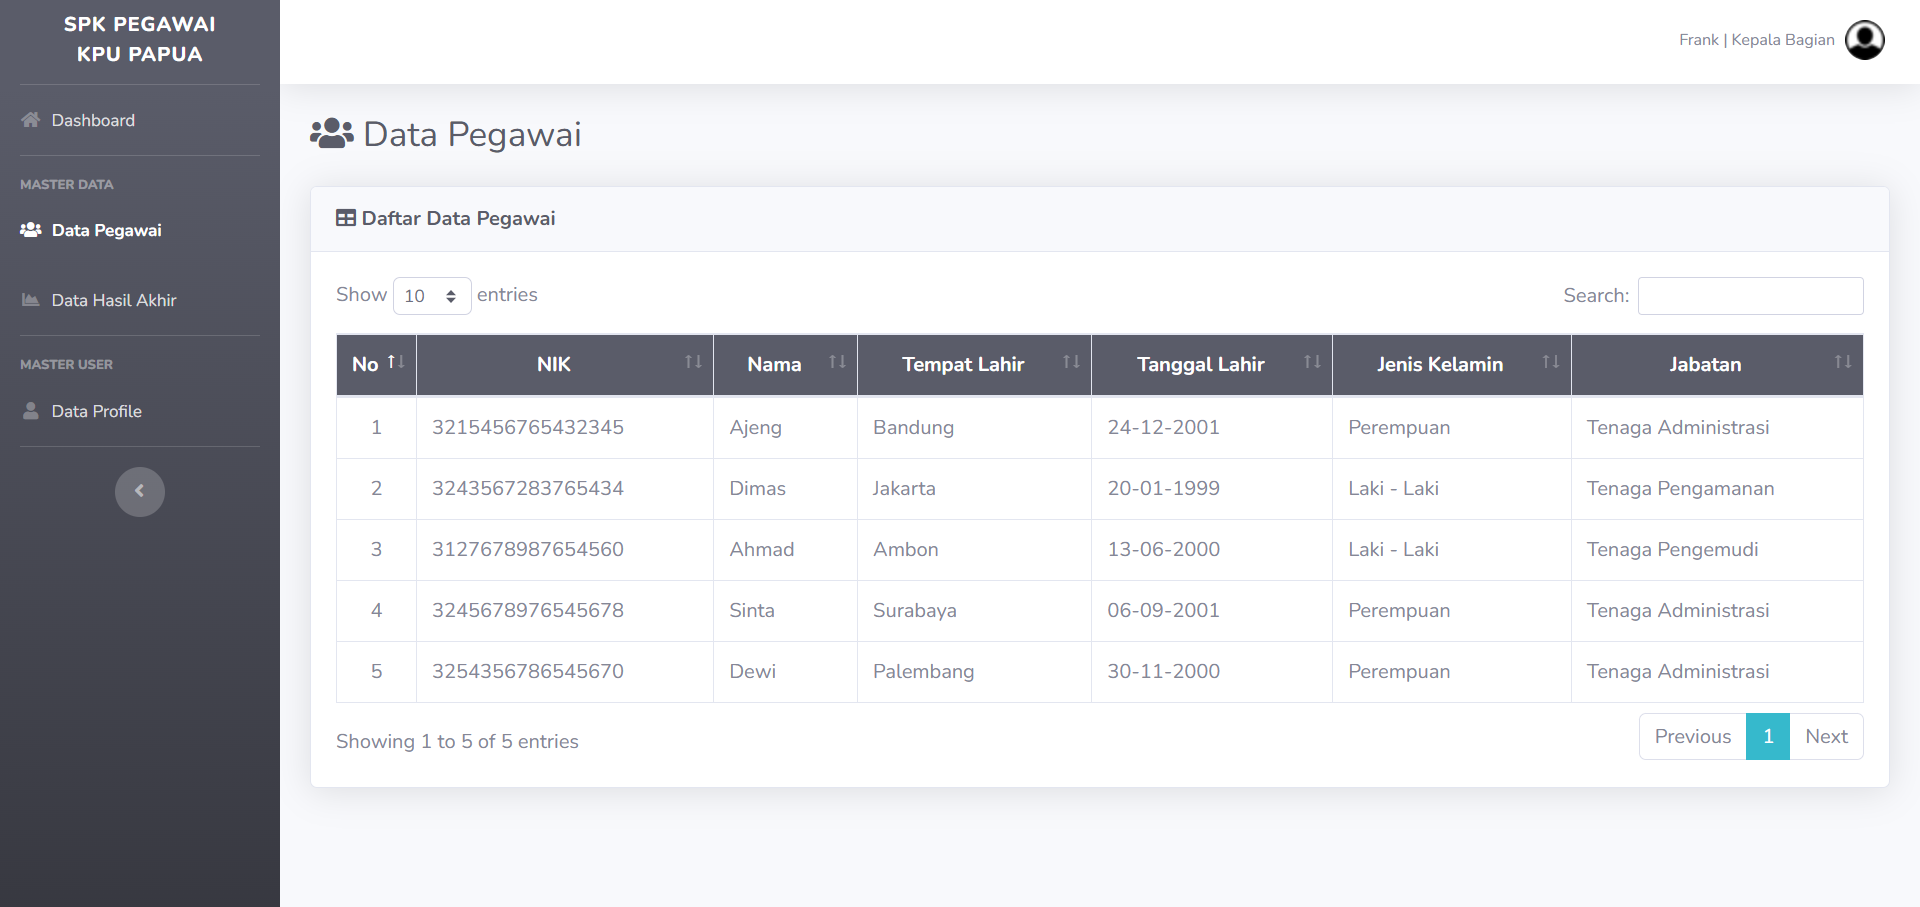 SPK PEGAWAI
KPU PAPUA
Frank | Kepala Bagian
Dashboard
MASTER DATA
Data Pegawai
Data Hasil Akhir
MASTER USER
Data Profile
Data Pegawai
Daftar Data Pegawai
Show 10 entries
Search:
No NIK Nama Tempat Lahir Tanggal Lahir Jenis Kelamin Jabatan
1 3215456765432345 Ajeng Bandung 24-12-2001 Perempuan Tenaga Administrasi
2 3243567283765434 Dimas Jakarta 20-01-1999 Laki - Laki Tenaga Pengamanan
3 3127678987654560 Ahmad Ambon 13-06-2000 Laki - Laki Tenaga Pengemudi
4 3245678976545678 Sinta Surabaya 06-09-2001 Perempuan Tenaga Administrasi
5 3254356786545670 Dewi Palembang 30-11-2000 Perempuan Tenaga Administrasi
Showing 1 to 5 of 5 entries
Previous 1 Next